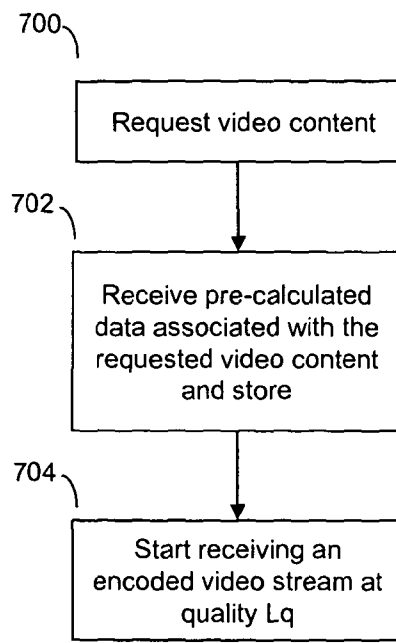 700
Request video content
702
Receive pre-calculated
data associated with the
requested video content
and store
704
Start receiving an
encoded video stream at
quality Lq